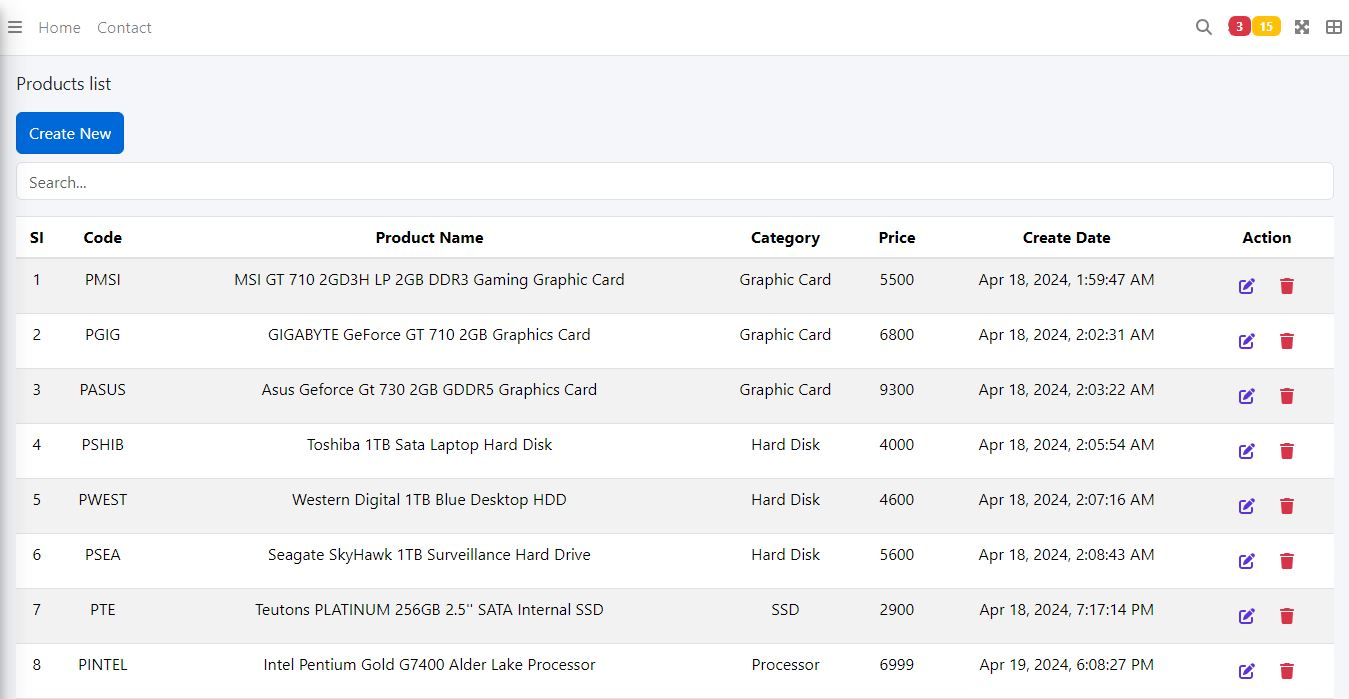 Home Contact 3 15
Products list
Create New
Search...
SI Code Product Name Category Price Create Date Action
1 PMSI MSI GT 710 2GD3H LP 2GB DDR3 Gaming Graphic Card Graphic Card 5500 Apr 18, 2024, 1:59:47 AM
2 PGIG GIGABYTE GeForce GT 710 2GB Graphics Card Graphic Card 6800 Apr 18, 2024, 2:02:31 AM
3 PASUS Asus Geforce Gt 730 2GB GDDR5 Graphics Card Graphic Card 9300 Apr 18, 2024, 2:03:22 AM
4 PSHIB Toshiba 1TB Sata Laptop Hard Disk Hard Disk 4000 Apr 18, 2024, 2:05:54 AM
5 PWEST Western Digital 1TB Blue Desktop HDD Hard Disk 4600 Apr 18, 2024, 2:07:16 AM
6 PSEA Seagate SkyHawk 1TB Surveillance Hard Drive Hard Disk 5600 Apr 18, 2024, 2:08:43 AM
7 PTE Teutons PLATINUM 256GB 2.5'' SATA Internal SSD SSD 2900 Apr 18, 2024, 7:17:14 PM
8 PINTEL Intel Pentium Gold G7400 Alder Lake Processor Processor 6999 Apr 19, 2024, 6:08:27 PM